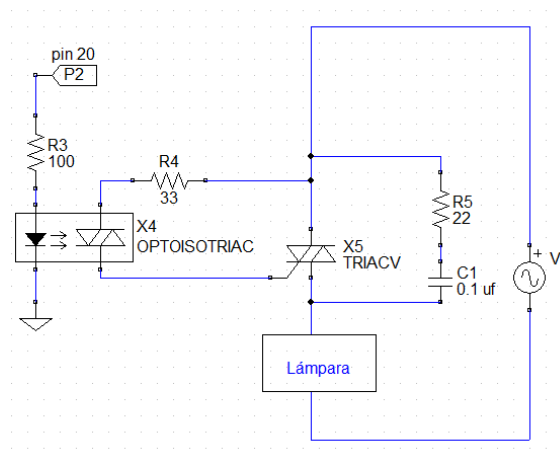 pin 20
P2
R3
100
R4
33
X4
OPTOISOTRIAC
X5
TRIACV
R5
22
C1
0.1 uf
+
V
Lámpara